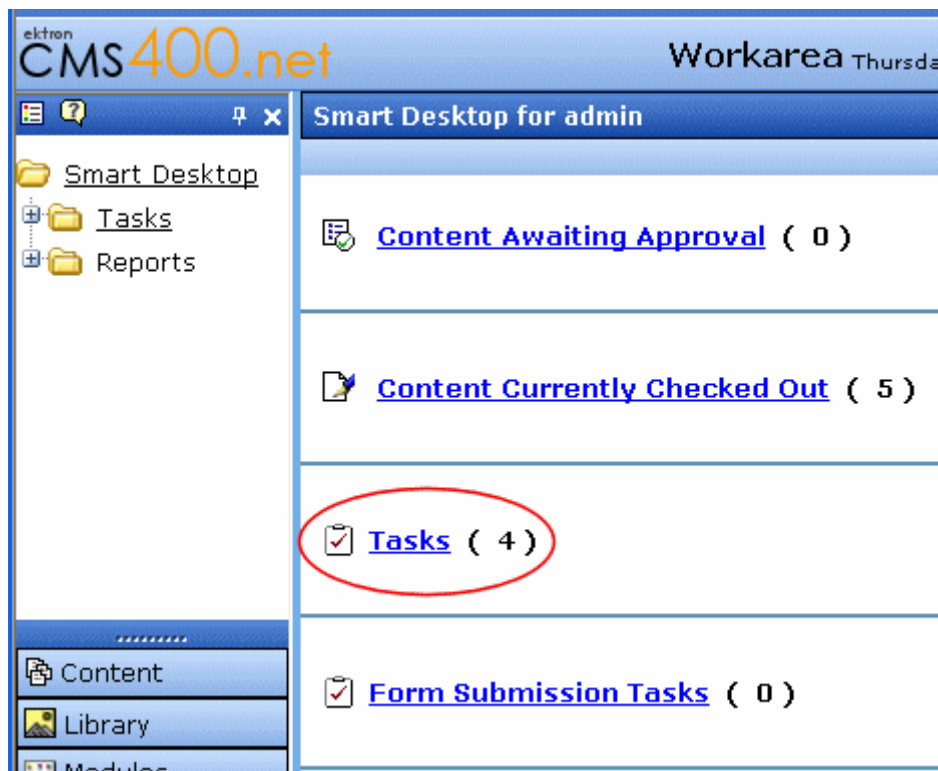 ektron
CMS400.net
Workarea Thursda
Smart Desktop for admin
Smart Desktop
Tasks
Reports
Content Awaiting Approval ( 0 )
Content Currently Checked Out ( 5 )
Tasks ( 4 )
Form Submission Tasks ( 0 )
Content
Library
Modules